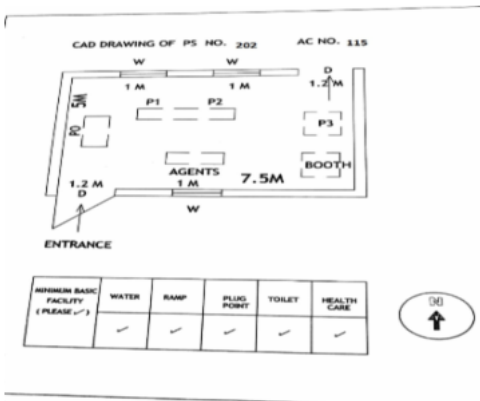 CAD DRAWING OF PS NO. 202 AC NO. 115
W W D
1 M 1 M 1.2 M
5M
P1 P2
PO
P3
AGENTS
BOOTH
1.2 M 1 M 7.5M
D
W
ENTRANCE
MINIMUM BASIC FACILITY (PLEASE ✓) WATER RAMP PLUG POINT TOILET HEALTH CARE
✓ ✓ ✓ ✓ ✓
N